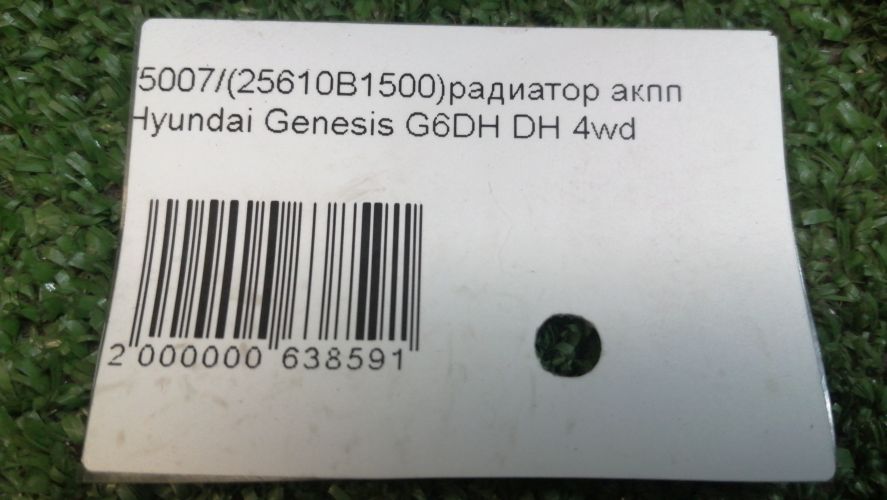 5007/(25610B1500)радиатор акпп
Hyundai Genesis G6DH DH 4wd
2 000000 638591